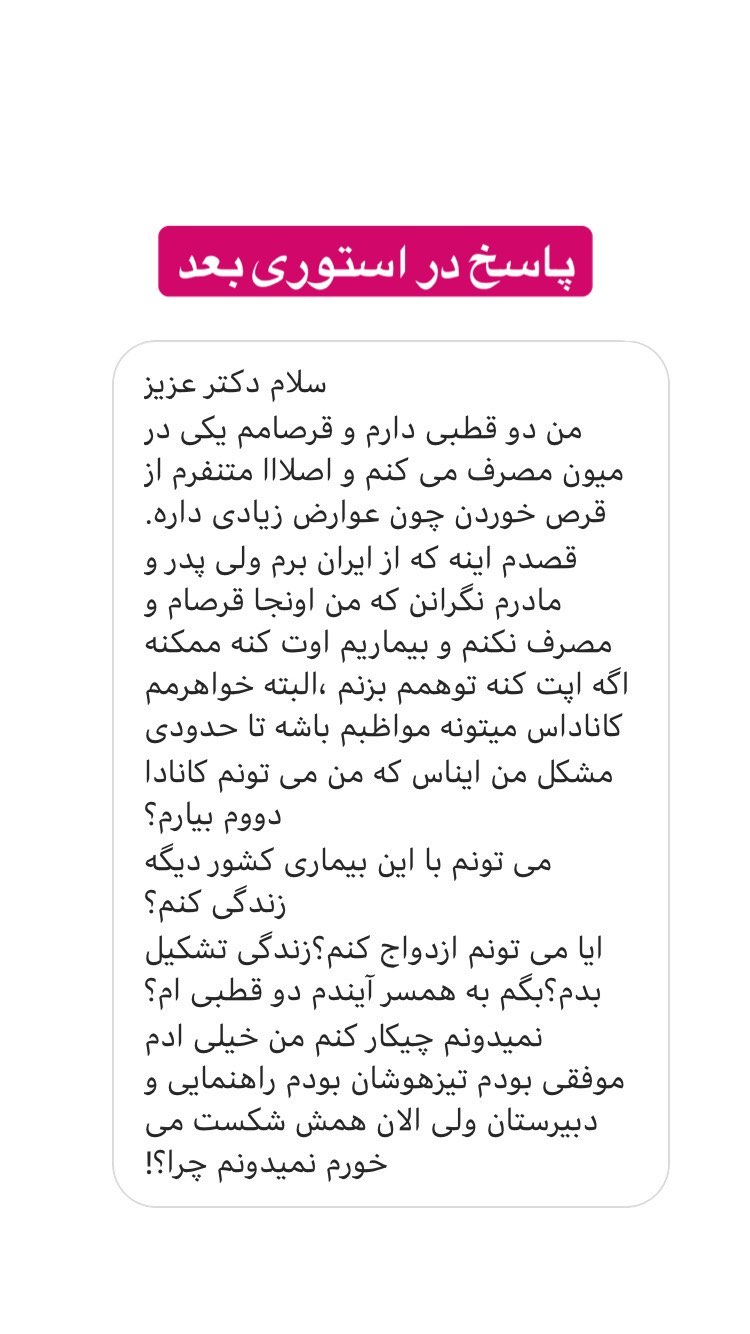 پاسخ در استوری بعد
سلام دکتر عزیز
من دو قطبی دارم و قرصامم یکی در
میون مصرف می کنم و اصلااا متنفرم از
قرص خوردن چون عوارض زیادی داره.
قصدم اینه که از ایران برم ولی پدر و
مادرم نگرانن که من اونجا قرصام و
مصرف نکنم و بیماریم اوت کنه ممکنه
اگه اپت کنه توهمم بزنم ،البته خواهرمم
کاناداس میتونه مواظبم باشه تا حدودی
مشکل من ایناس که من می تونم کانادا
دووم بیارم؟
می تونم با این بیماری کشور دیگه
زندگی کنم؟
ایا می تونم ازدواج کنم؟زندگی تشکیل
بدم؟بگم به همسر آیندم دو قطبی ام؟
نمیدونم چیکار کنم من خیلی ادم
موفقی بودم تیزهوشان بودم راهنمایی و
دبیرستان ولی الان همش شکست می
خورم نمیدونم چرا؟!